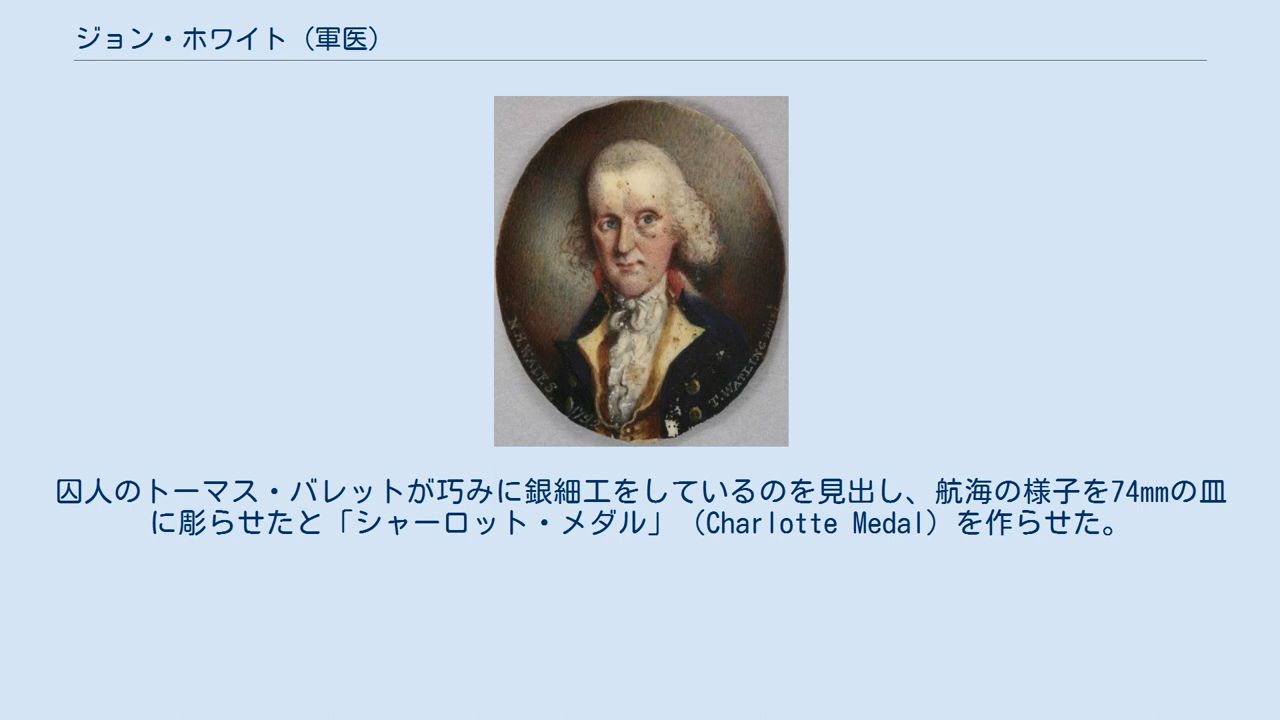 ジョン・ホワイト（軍医）
N.S.WALES
T.WATLING
囚人のトーマス・バレットが巧みに銀細工をしているのを見出し、航海の様子を74mmの皿
に彫らせたと「シャーロット・メダル」（Charlotte Medal）を作らせた。